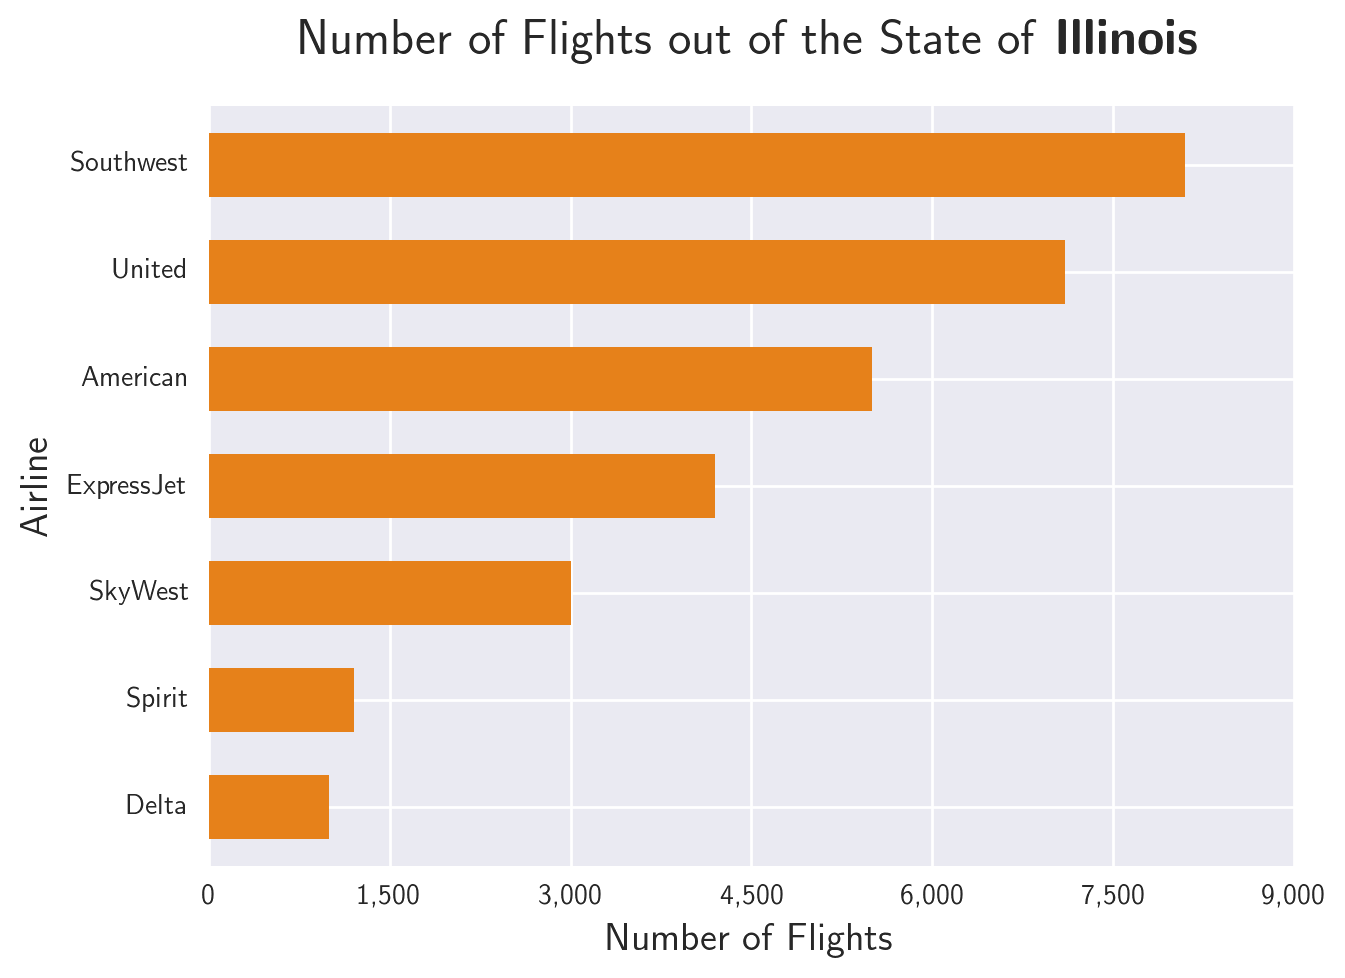 Number of Flights out of the State of Illinois
Southwest
United
American
ExpressJet
SkyWest
Spirit
Delta
Airline
0 1,500 3,000 4,500 6,000 7,500 9,000
Number of Flights